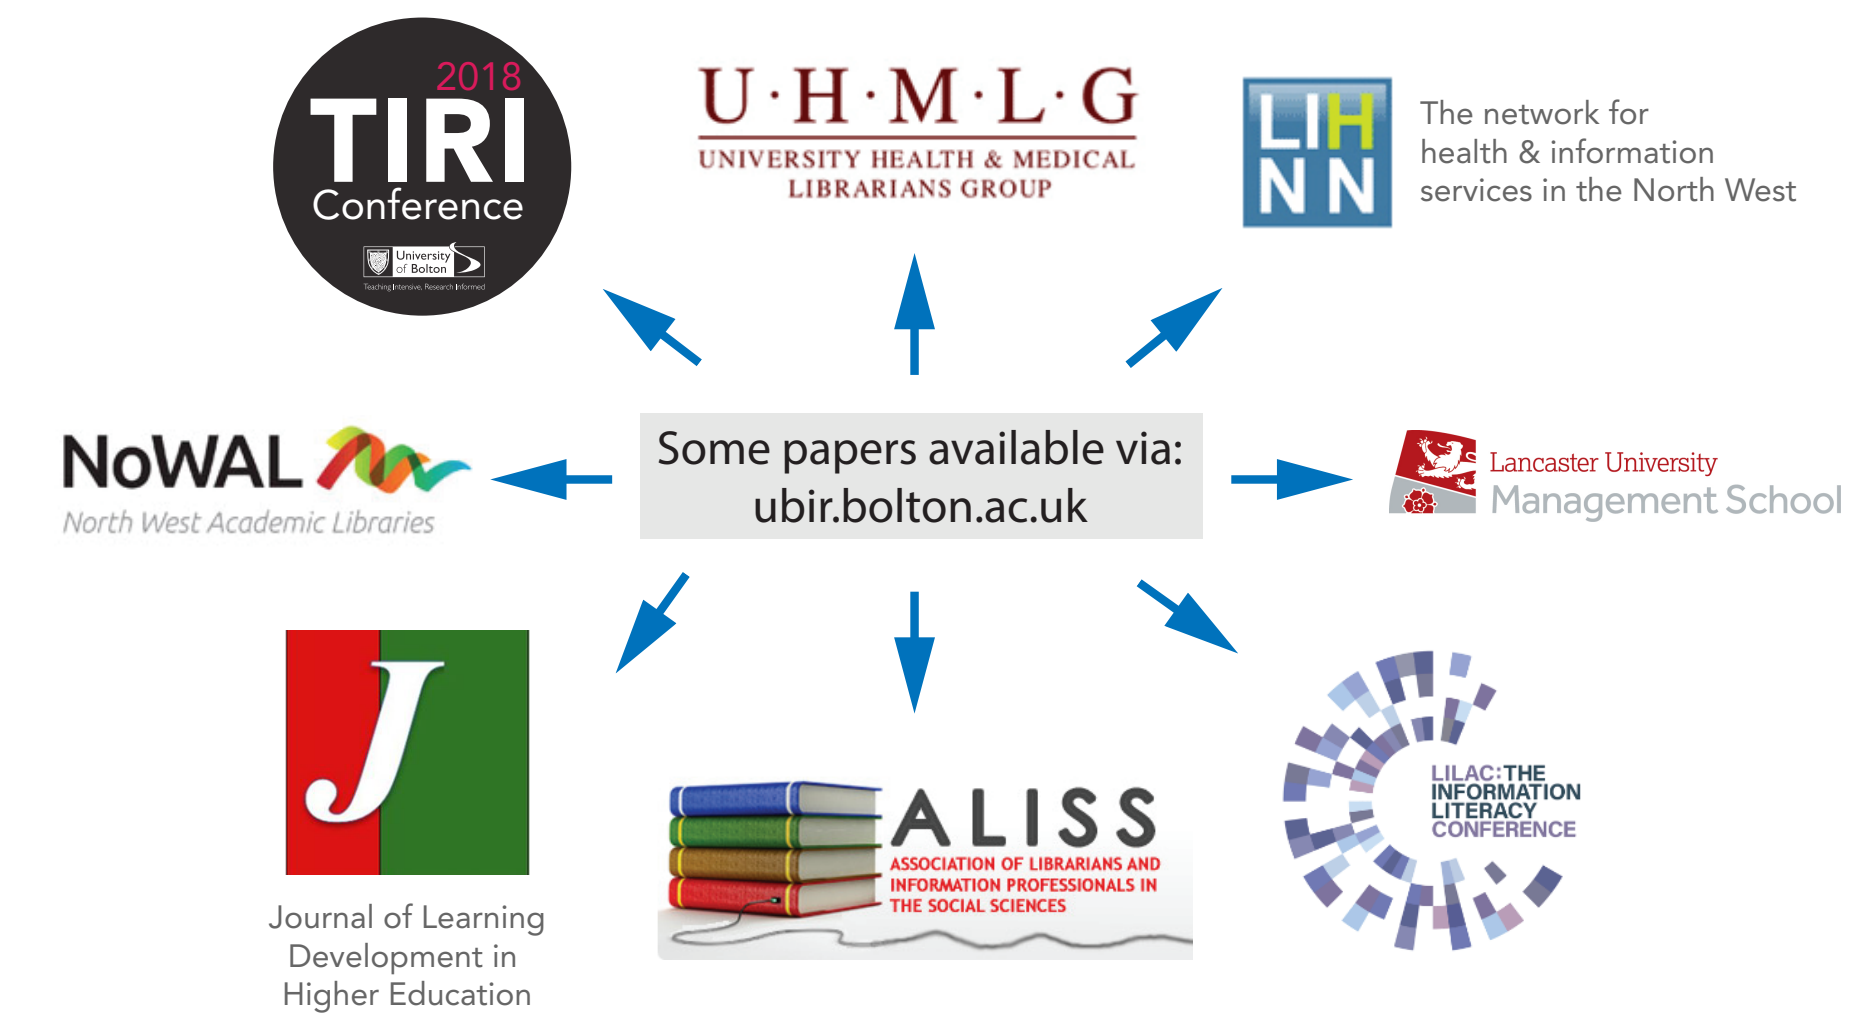 2018
TIRI
Conference
University
of Bolton
Teaching Intensive, Research Informed
U·H·M·L·G
UNIVERSITY HEALTH & MEDICAL
LIBRARIANS GROUP
LIH
NN
The network for
health & information
services in the North West
NoWAL
North West Academic Libraries
Some papers available via:
ubir.bolton.ac.uk
Lancaster University
Management School
J
Journal of Learning
Development in
Higher Education
ALISS
ASSOCIATION OF LIBRARIANS AND
INFORMATION PROFESSIONALS IN
THE SOCIAL SCIENCES
LILAC:THE
INFORMATION
LITERACY
CONFERENCE